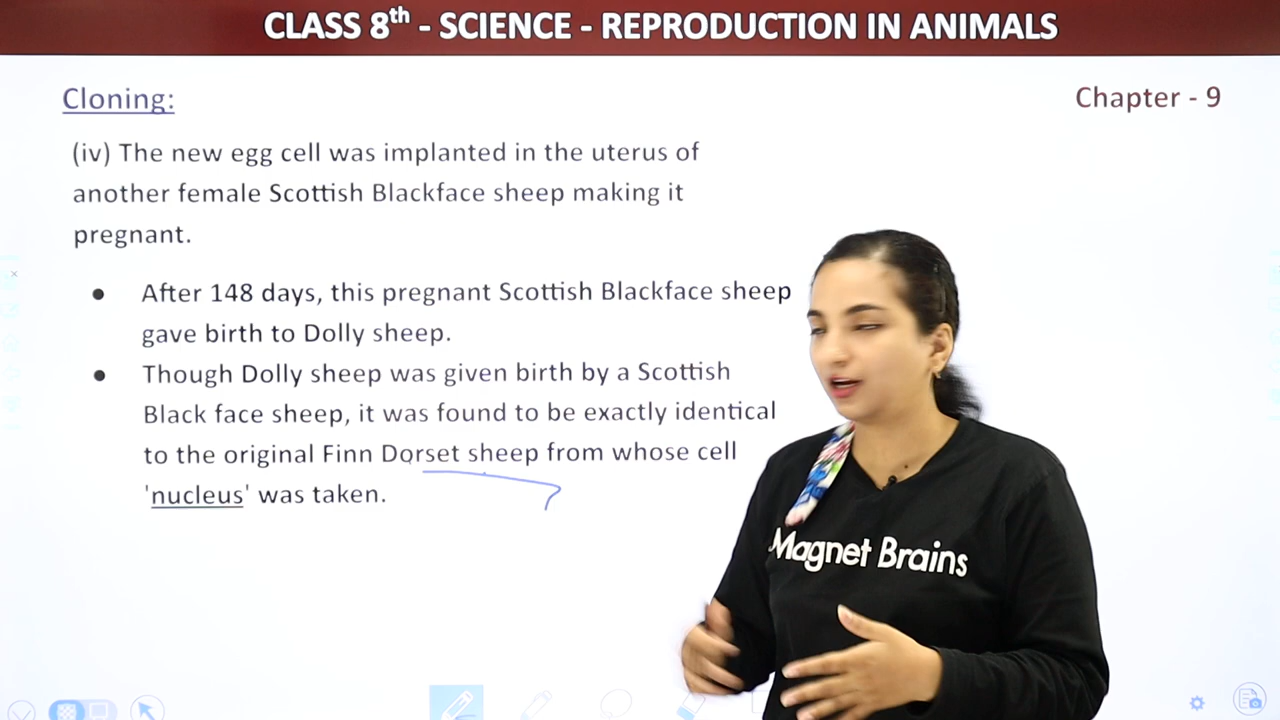 CLASS 8th - SCIENCE - REPRODUCTION IN ANIMALS
Cloning:
Chapter - 9
(iv) The new egg cell was implanted in the uterus of
another female Scottish Blackface sheep making it
pregnant.
● After 148 days, this pregnant Scottish Blackface sheep
gave birth to Dolly sheep.
● Though Dolly sheep was given birth by a Scottish
Black face sheep, it was found to be exactly identical
to the original Finn Dorset sheep from whose cell
'nucleus' was taken.
Magnet Brains